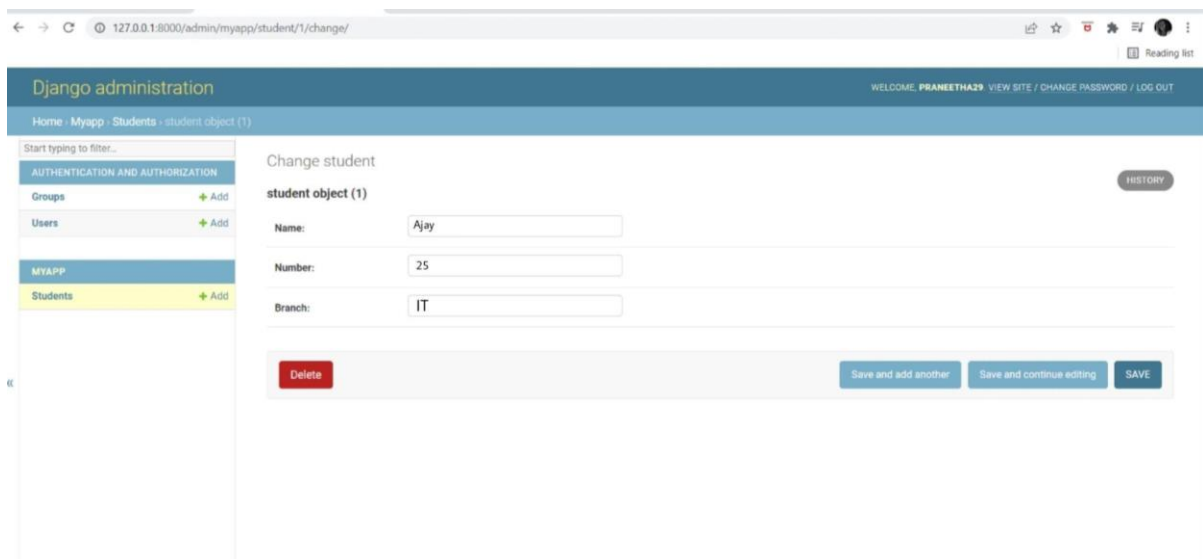 127.0.0.1:8000/admin/myapp/student/1/change/
Reading list
Django administration
WELCOME, PRANEETHA29 VIEW SITE / CHANGE PASSWORD / LOG OUT
Home › Myapp › Students › student object (1)
Start typing to filter...
AUTHENTICATION AND AUTHORIZATION
Groups + Add
Users + Add
MYAPP
Students + Add
Change student
HISTORY
student object (1)
Name: Ajay
Number: 25
Branch: IT
Delete Save and add another Save and continue editing SAVE
«